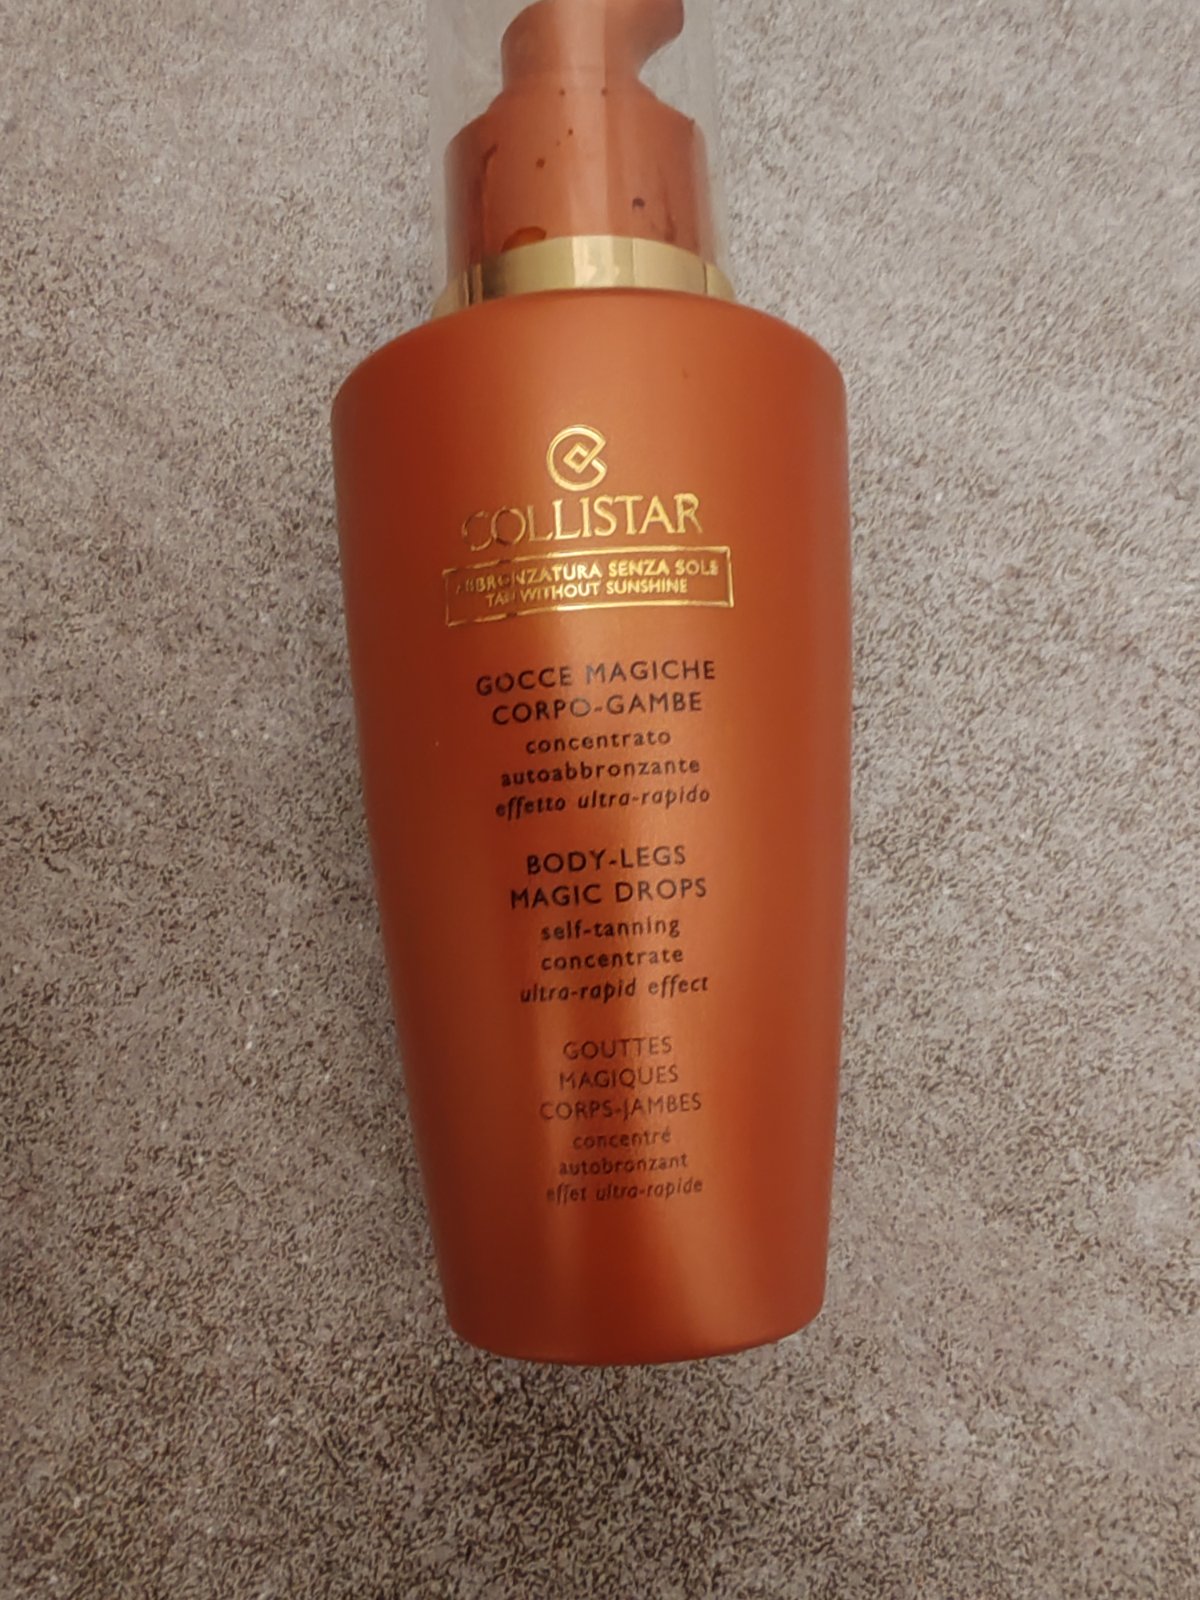 COLLISTAR
ABBRONZATURA SENZA SOLE
TAN WITHOUT SUNSHINE
GOCCE MAGICHE
CORPO-GAMBE
concentrato
autoabbronzante
effetto ultra-rapido
BODY-LEGS
MAGIC DROPS
self-tanning
concentrate
ultra-rapid effect
GOUTTES
MAGIQUES
CORPS-JAMBES
concentré
autobronzant
effet ultra-rapide